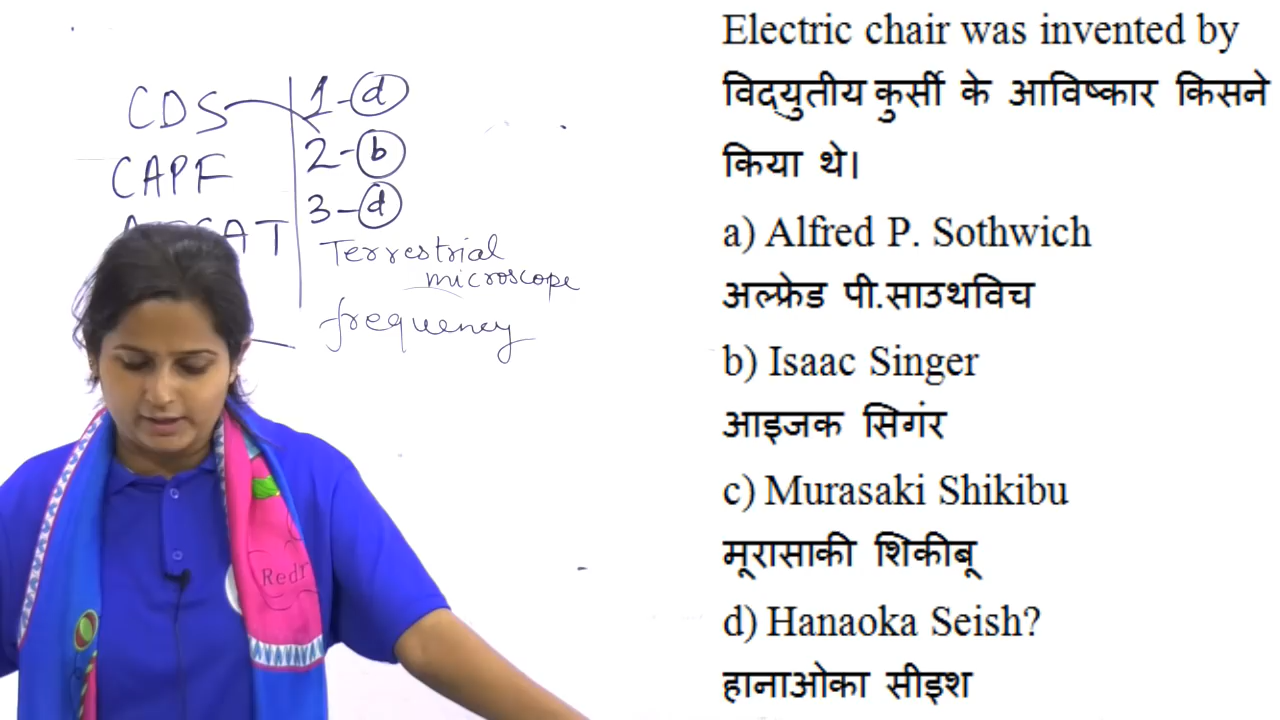 CDS
CAPF
1-d
2-b
3-d
Terrestrial
microscope
frequency
Redr
Electric chair was invented by
विद्युतीय कुर्सी के आविष्कार किसने
किया थे।
a) Alfred P. Sothwich
अल्फ्रेड पी.साउथविच
b) Isaac Singer
आइजक सिगंर
c) Murasaki Shikibu
मूरासाकी शिकीबू
d) Hanaoka Seish?
हानाओका सीइश